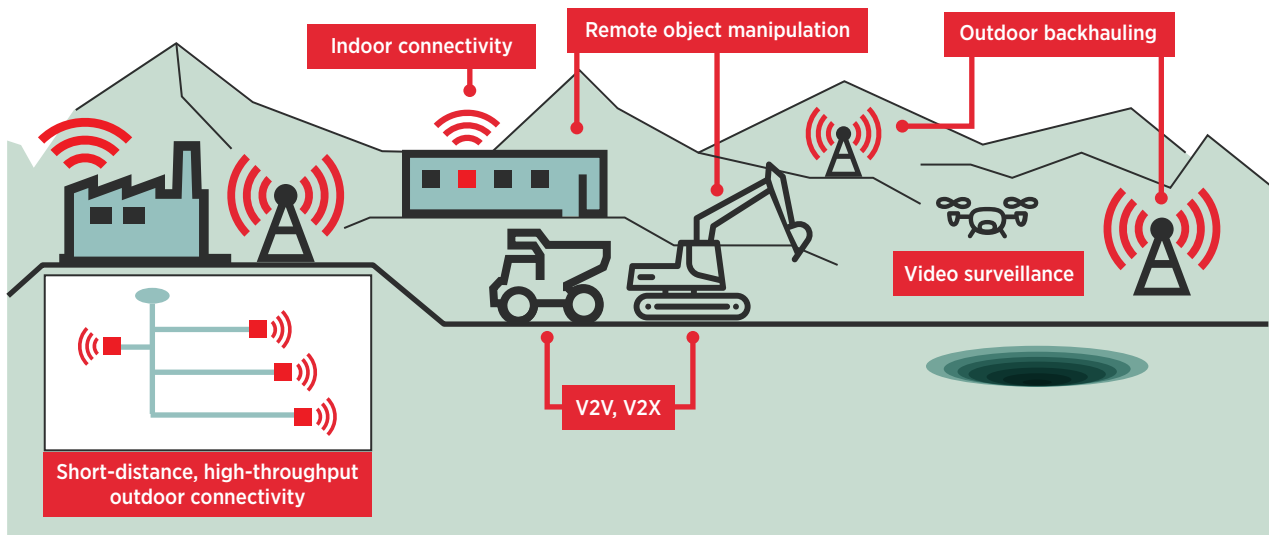 Indoor connectivity
Remote object manipulation
Outdoor backhauling
Video surveillance
V2V, V2X
Short-distance, high-throughput
outdoor connectivity